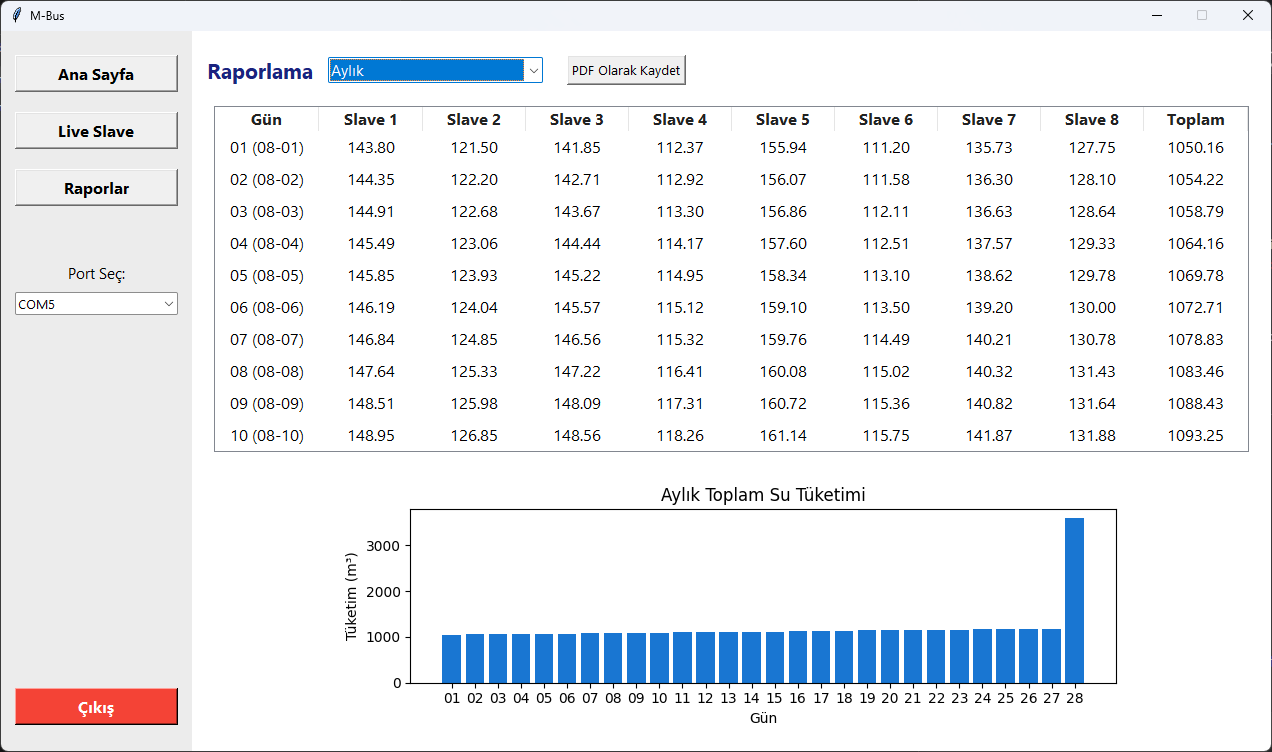 M-Bus
Ana Sayfa
Live Slave
Raporlar
Port Seç:
COM5
Çıkış
Raporlama
Aylık
PDF Olarak Kaydet
Gün Slave 1 Slave 2 Slave 3 Slave 4 Slave 5 Slave 6 Slave 7 Slave 8 Toplam
01 (08-01) 143.80 121.50 141.85 112.37 155.94 111.20 135.73 127.75 1050.16
02 (08-02) 144.35 122.20 142.71 112.92 156.07 111.58 136.30 128.10 1054.22
03 (08-03) 144.91 122.68 143.67 113.30 156.86 112.11 136.63 128.64 1058.79
04 (08-04) 145.49 123.06 144.44 114.17 157.60 112.51 137.57 129.33 1064.16
05 (08-05) 145.85 123.93 145.22 114.95 158.34 113.10 138.62 129.78 1069.78
06 (08-06) 146.19 124.04 145.57 115.12 159.10 113.50 139.20 130.00 1072.71
07 (08-07) 146.84 124.85 146.56 115.32 159.76 114.49 140.21 130.78 1078.83
08 (08-08) 147.64 125.33 147.22 116.41 160.08 115.02 140.32 131.43 1083.46
09 (08-09) 148.51 125.98 148.09 117.31 160.72 115.36 140.82 131.64 1088.43
10 (08-10) 148.95 126.85 148.56 118.26 161.14 115.75 141.87 131.88 1093.25
Aylık Toplam Su Tüketimi
Tüketim (m³)
3000
2000
1000
0
01 02 03 04 05 06 07 08 09 10 11 12 13 14 15 16 17 18 19 20 21 22 23 24 25 26 27 28
Gün